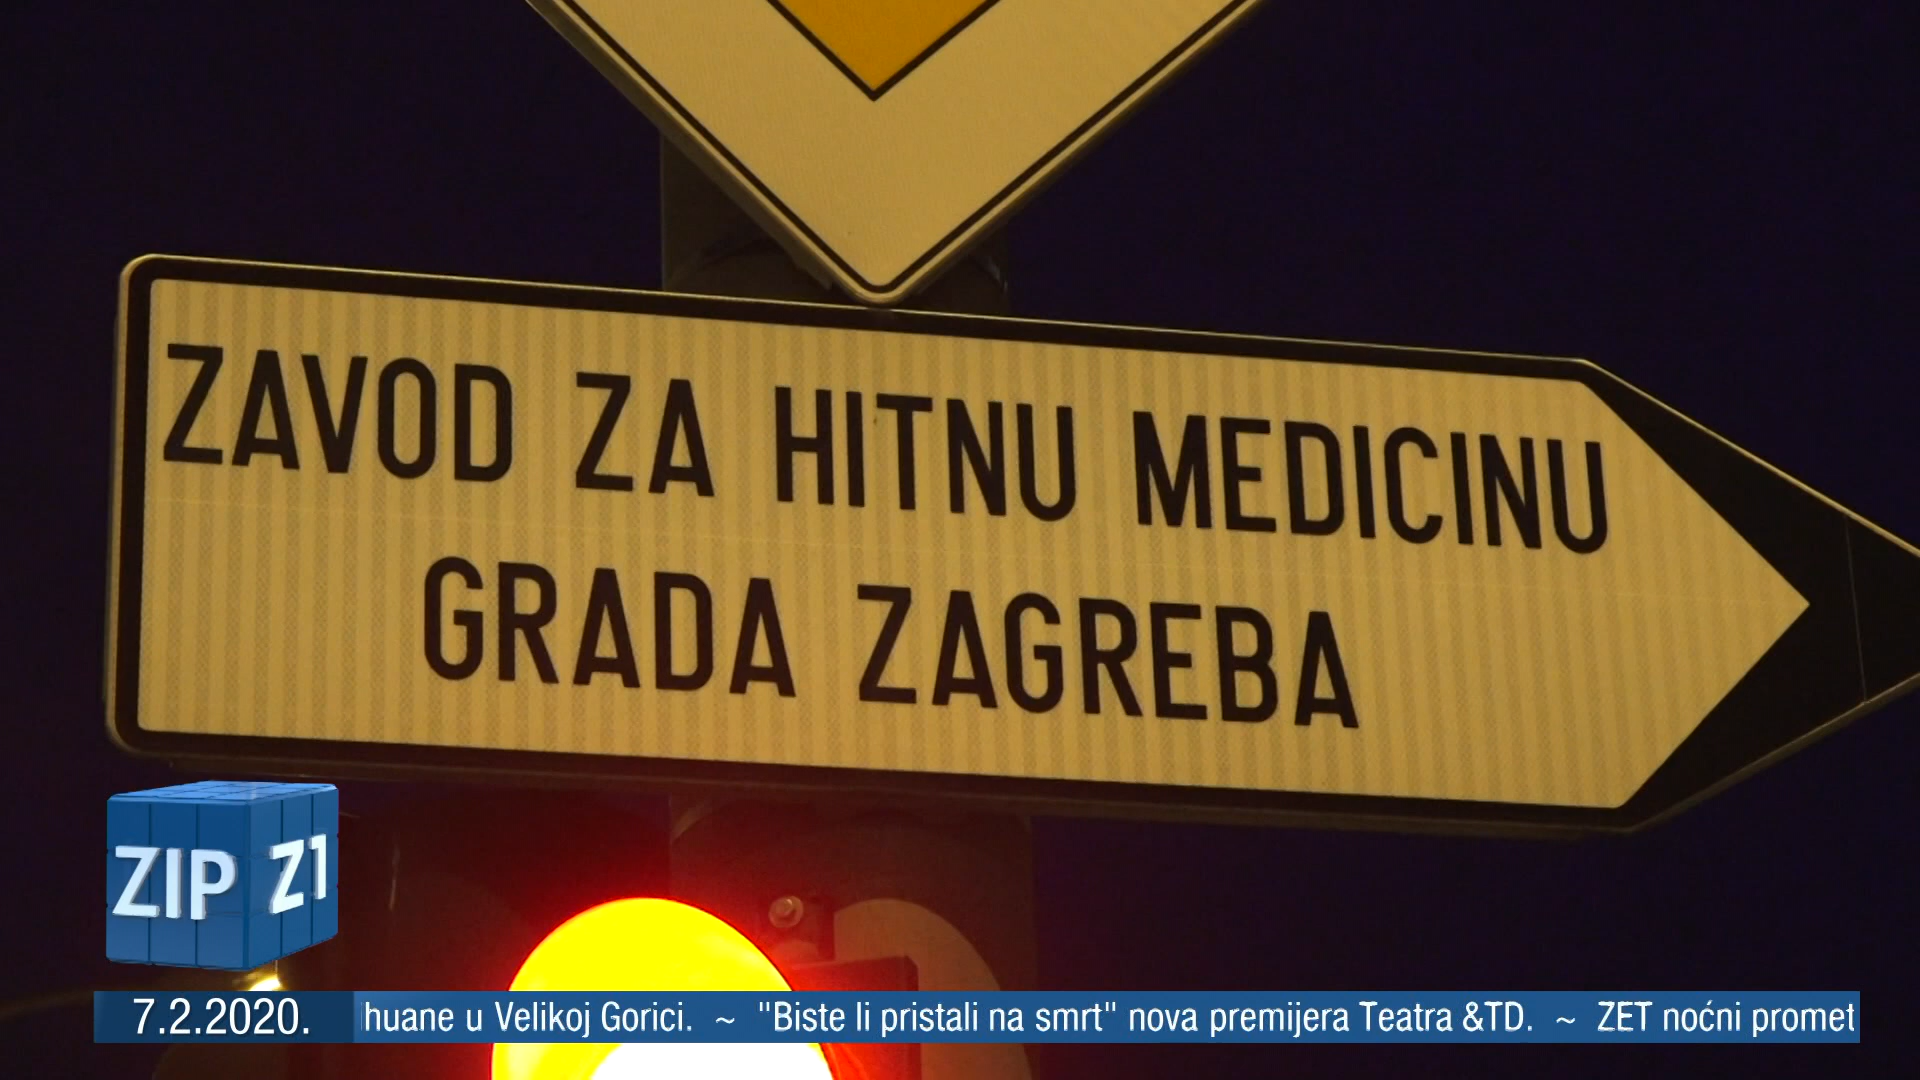 ZAVOD ZA HITNU MEDICINU
GRADA ZAGREBA
ZIP Z1
7.2.2020.
huane u Velikoj Gorici. ~ "Biste li pristali na smrt" nova premijera Teatra &TD. ~ ZET noćni promet